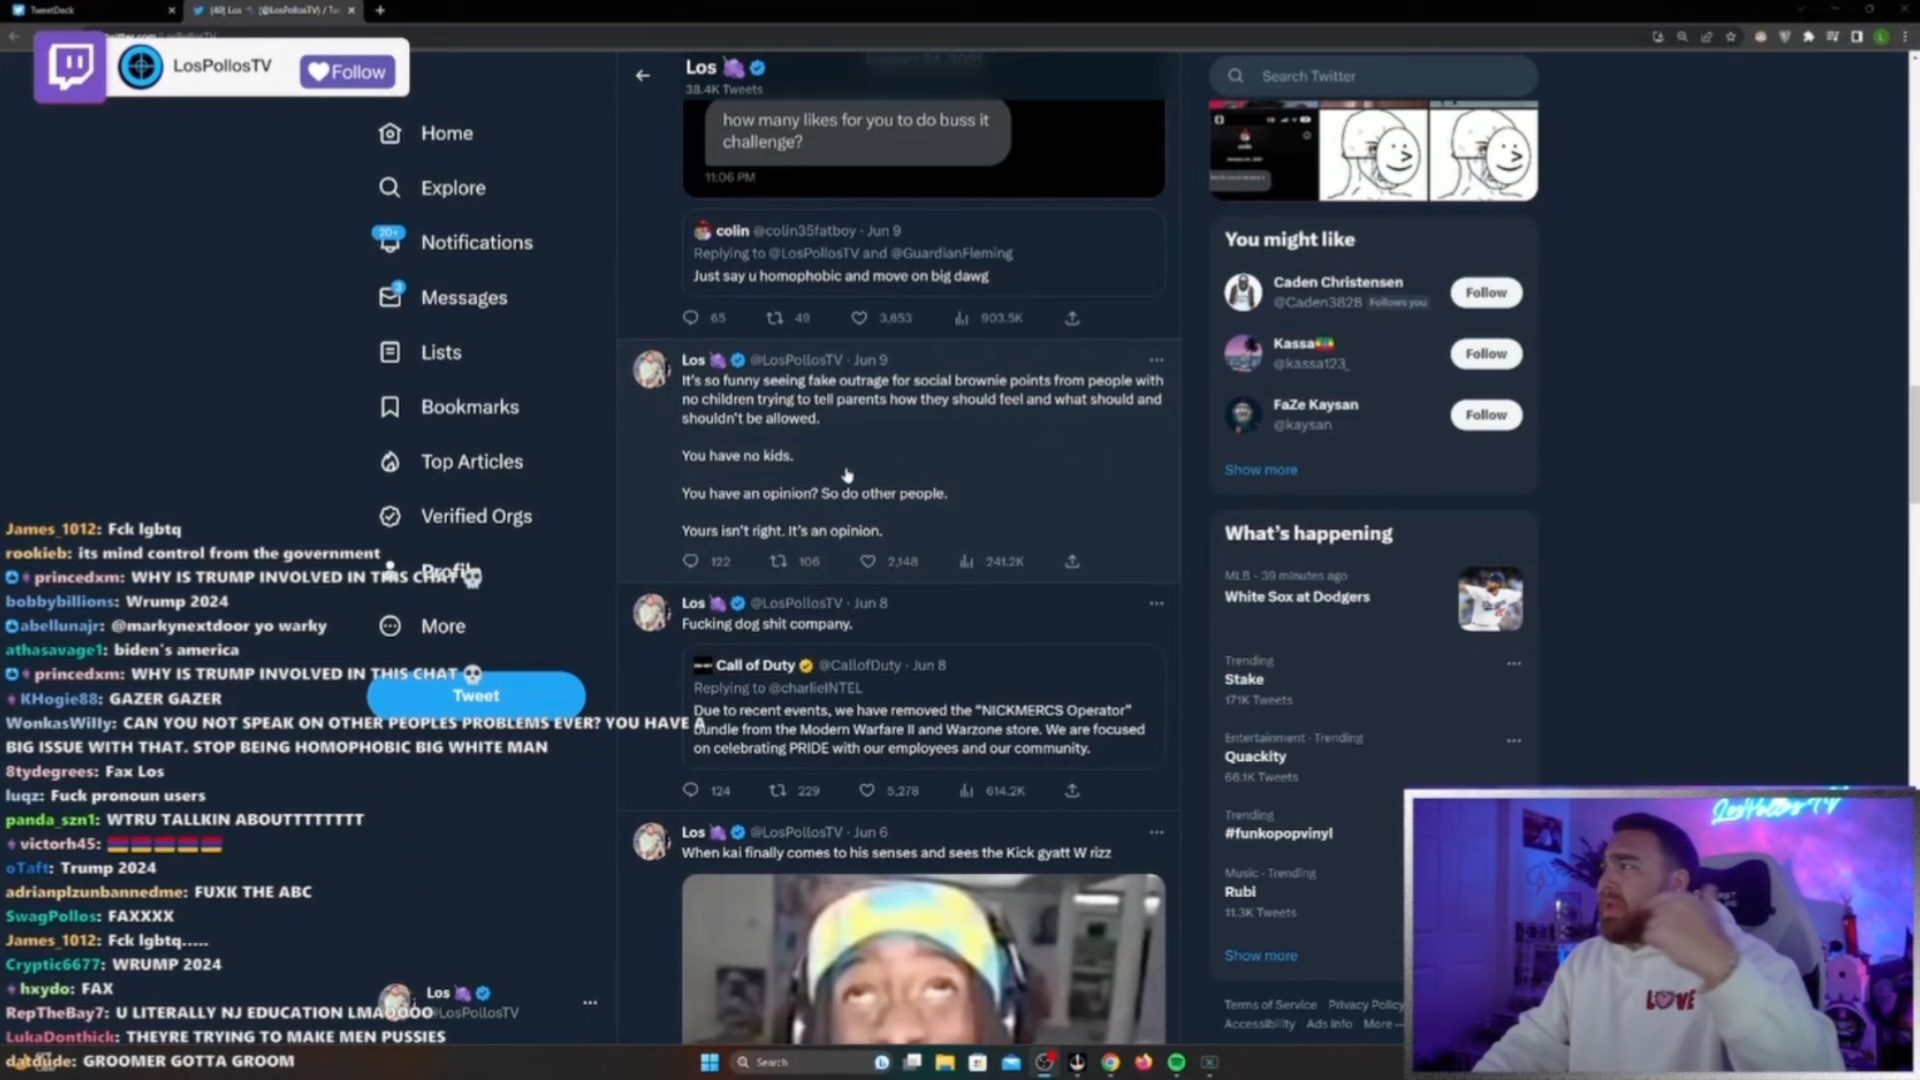 TweetDeck
(40) Los (@LosPollosTV) / Tw
LosPollosTV
Follow
Home
Explore
20+
Notifications
3
Messages
Lists
Bookmarks
Top Articles
Verified Orgs
Profile
More
Tweet
Los
@LosPollosTV
James_1012: Fck lgbtq
rookieb: its mind control from the government
princedxm: WHY IS TRUMP INVOLVED IN THIS CHAT
bobbybillions: Wrump 2024
abellunajr: @markynextdoor yo warky
athasavage1: biden's america
princedxm: WHY IS TRUMP INVOLVED IN THIS CHAT
KHogie88: GAZER GAZER
WonkasWilly: CAN YOU NOT SPEAK ON OTHER PEOPLES PROBLEMS EVER? YOU HAVE A
BIG ISSUE WITH THAT. STOP BEING HOMOPHOBIC BIG WHITE MAN
8tydegrees: Fax Los
luqz: Fuck pronoun users
panda_szn1: WTRU TALLKIN ABOUTTTTTTT
victorh45:
oTaft: Trump 2024
adrianplzunbannedme: FUXK THE ABC
SwagPollos: FAXXXX
James_1012: Fck lgbtq.....
Cryptic6677: WRUMP 2024
hxydo: FAX
RepTheBay7: U LITERALLY NJ EDUCATION LMAOOOO
LukaDonthick: THEYRE TRYING TO MAKE MEN PUSSIES
datdude: GROOMER GOTTA GROOM
Los
38.4K Tweets
how many likes for you to do buss it
challenge?
11:06 PM
colin @colin35fatboy · Jun 9
Replying to @LosPollosTV and @GuardianFleming
Just say u homophobic and move on big dawg
65 49 3,653 903.5K
Los @LosPollosTV · Jun 9
It's so funny seeing fake outrage for social brownie points from people with
no children trying to tell parents how they should feel and what should and
shouldn't be allowed.
You have no kids.
You have an opinion? So do other people.
Yours isn't right. It's an opinion.
122 106 2,148 241.2K
Los @LosPollosTV · Jun 8
Fucking dog shit company.
Call of Duty @CallofDuty · Jun 8
Replying to @charlieINTEL
Due to recent events, we have removed the “NICKMERCS Operator”
bundle from the Modern Warfare II and Warzone store. We are focused
on celebrating PRIDE with our employees and our community.
124 229 5,278 614.2K
Los @LosPollosTV · Jun 6
When kai finally comes to his senses and sees the Kick gyatt W rizz
Search Twitter
You might like
Caden Christensen
@Caden3828 Follows you
Follow
Kassa
@kassa123_
Follow
FaZe Kaysan
@kaysan
Follow
Show more
What's happening
MLB · 39 minutes ago
White Sox at Dodgers
Trending
Stake
171K Tweets
Entertainment · Trending
Quackity
66.1K Tweets
Trending
#funkopopvinyl
Music · Trending
Rubi
11.3K Tweets
Show more
Terms of Service Privacy Policy
Accessibility Ads info More
LosPollosTV
LOVE
Search